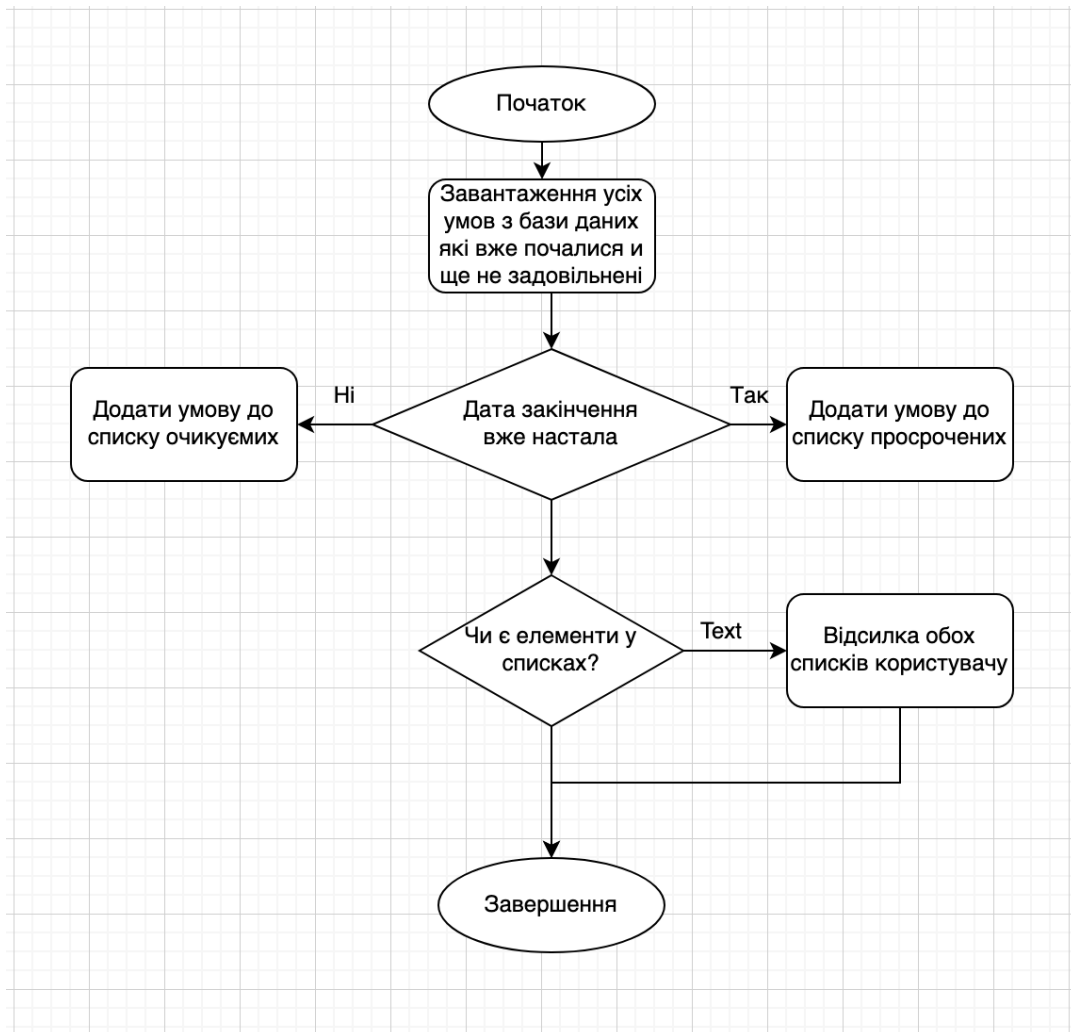 Початок
Завантаження усіх
умов з бази даних
які вже почалися и
ще не задовільнені
Ні
Так
Додати умову до
списку очикуємих
Дата закінчення
вже настала
Додати умову до
списку просрочених
Чи є елементи у
списках?
Text
Відсилка обох
списків користувачу
Завершення